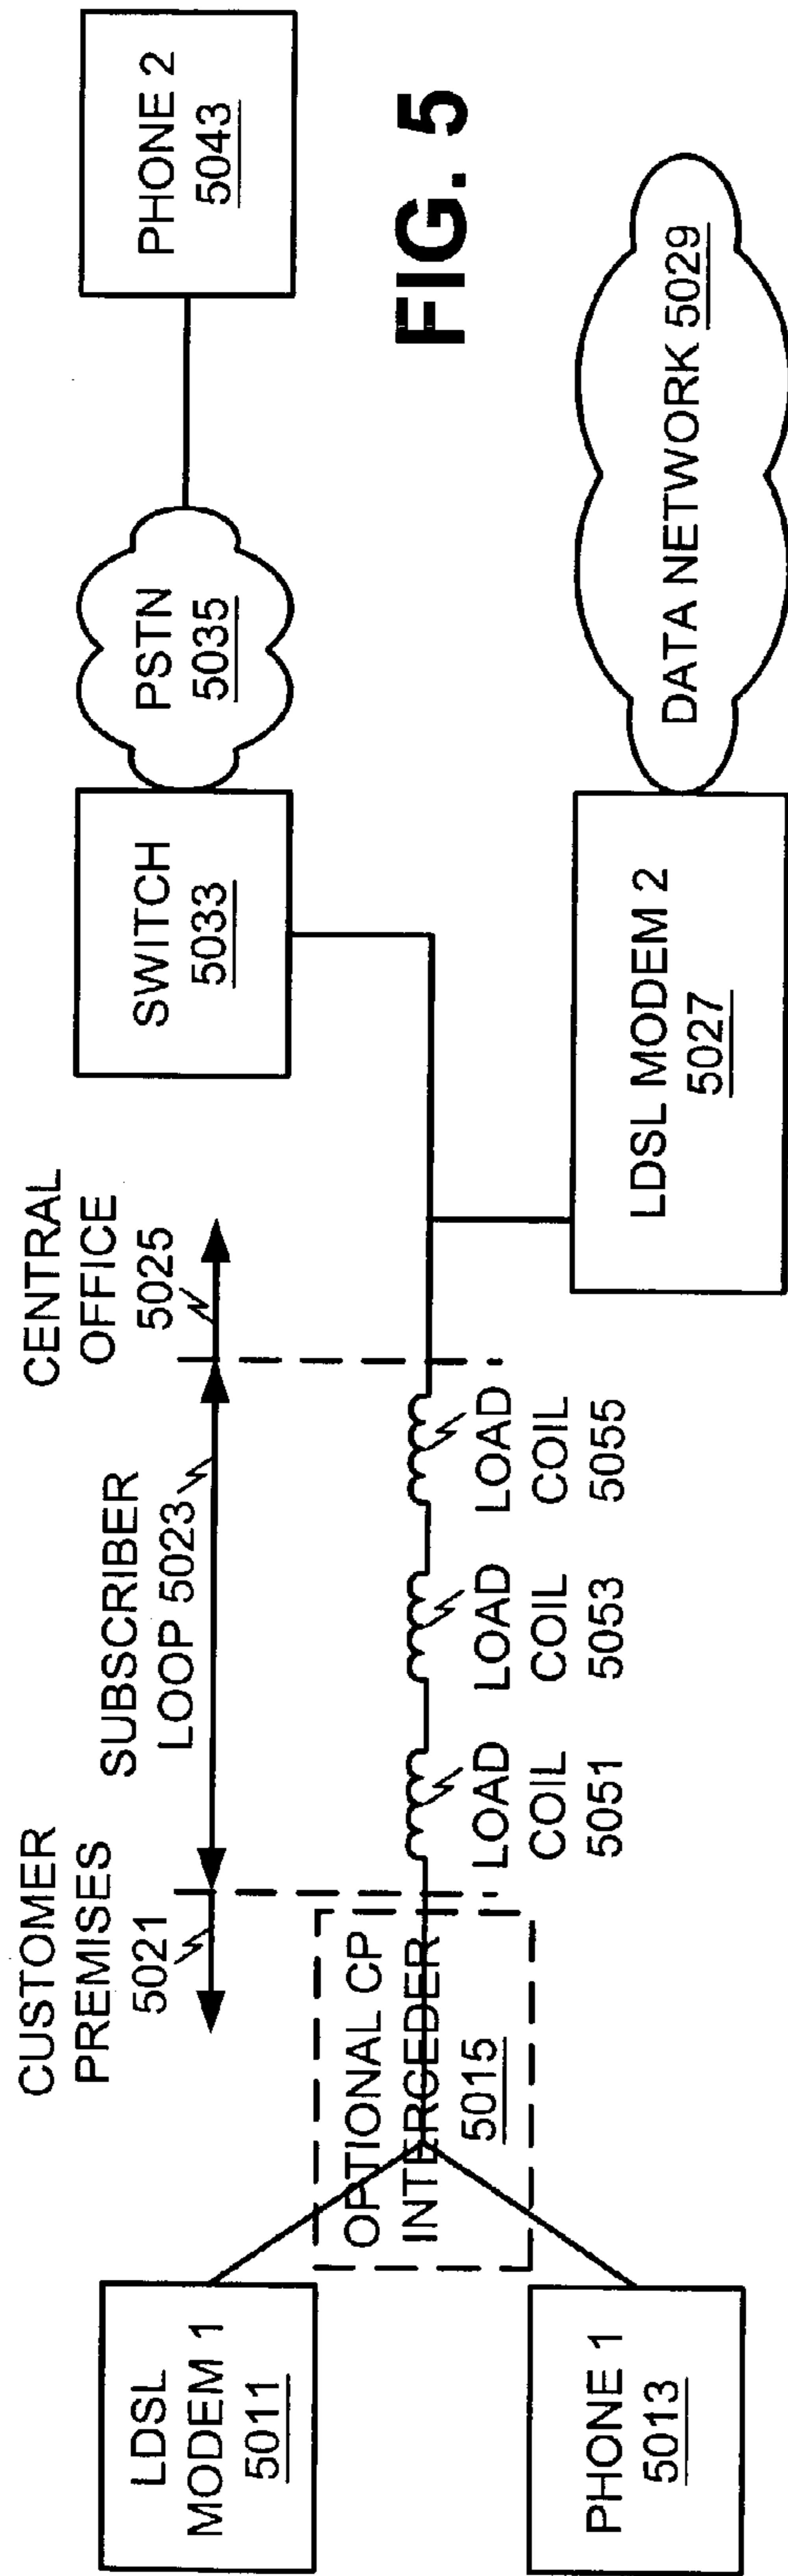 CUSTOMER
PREMISES
5021
SUBSCRIBER
LOOP 5023
CENTRAL
OFFICE
5025
LDSL
MODEM 1
5011
PHONE 1
5013
OPTIONAL CP
INTERCEDER
5015
LOAD
COIL
5051
LOAD
COIL
5053
LOAD
COIL
5055
SWITCH
5033
PSTN
5035
PHONE 2
5043
LDSL MODEM 2
5027
DATA NETWORK 5029
FIG. 5